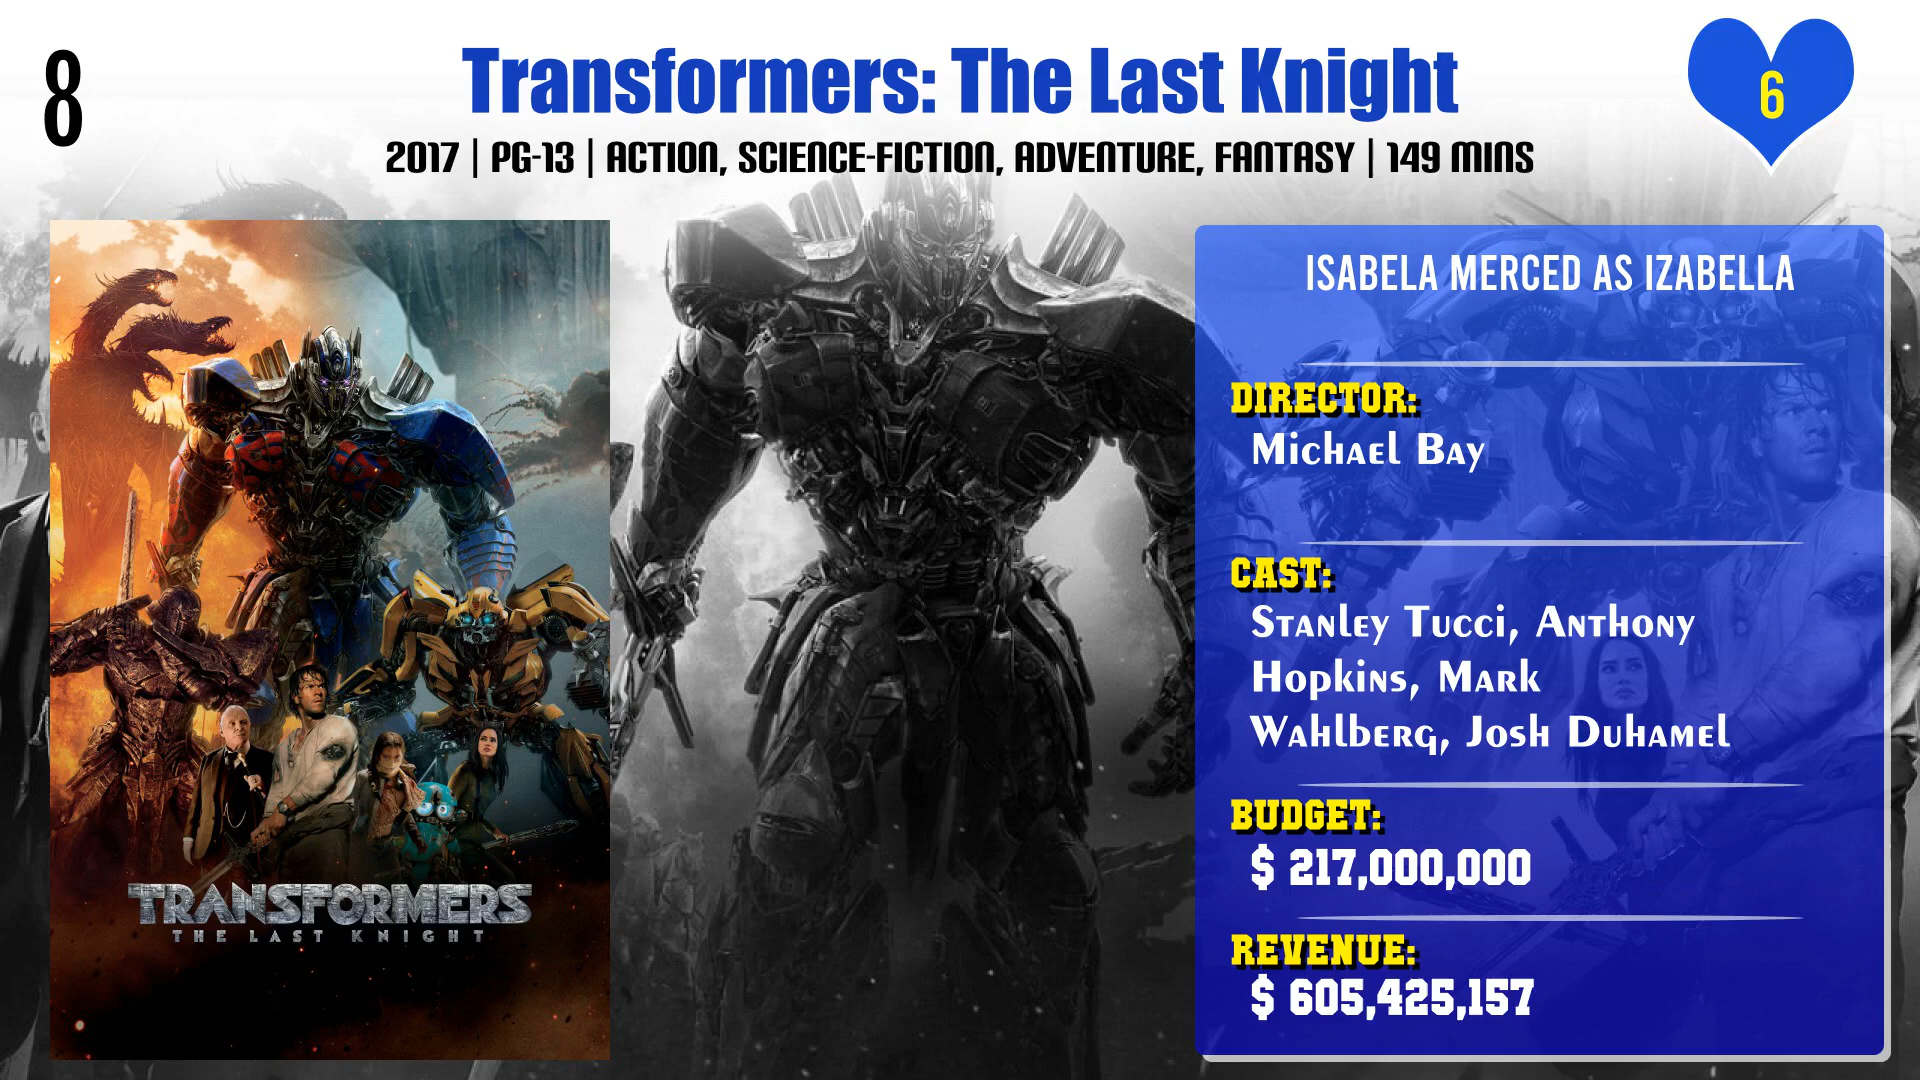 8
Transformers: The Last Knight
6
2017 | PG-13 | ACTION, SCIENCE-FICTION, ADVENTURE, FANTASY | 149 MINS
TRANSFORMERS
THE LAST KNIGHT
ISABELA MERCED AS IZABELLA
DIRECTOR:
Michael Bay
CAST:
Stanley Tucci, Anthony
Hopkins, Mark
Wahlberg, Josh Duhamel
BUDGET:
$ 217,000,000
REVENUE:
$ 605,425,157